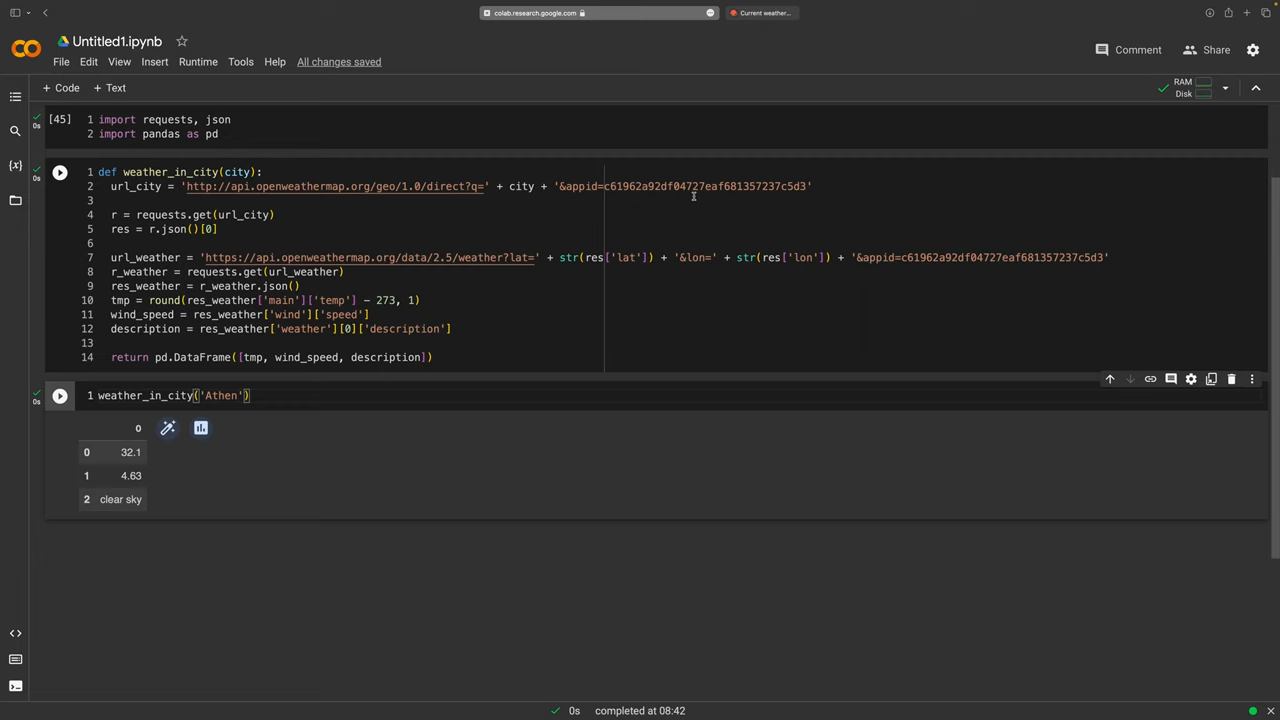 colab.research.google.com
Current weather...
Untitled1.ipynb
File Edit View Insert Runtime Tools Help All changes saved
Comment Share
+ Code + Text
RAM
Disk
[45] 1 import requests, json
2 import pandas as pd
0s
1 def weather_in_city(city):
2 url_city = 'http://api.openweathermap.org/geo/1.0/direct?q=' + city + '&appid=c61962a92df04727eaf681357237c5d3'
0s
3
4 r = requests.get(url_city)
5 res = r.json()[0]
6
7 url_weather = 'https://api.openweathermap.org/data/2.5/weather?lat=' + str(res['lat']) + '&lon=' + str(res['lon']) + '&appid=c61962a92df04727eaf681357237c5d3'
8 r_weather = requests.get(url_weather)
9 res_weather = r_weather.json()
10 tmp = round(res_weather['main']['temp'] - 273, 1)
11 wind_speed = res_weather['wind']['speed']
12 description = res_weather['weather'][0]['description']
13
14 return pd.DataFrame([tmp, wind_speed, description])
1 weather_in_city('Athen')
0s
0
0 32.1
1 4.63
2 clear sky
0s completed at 08:42